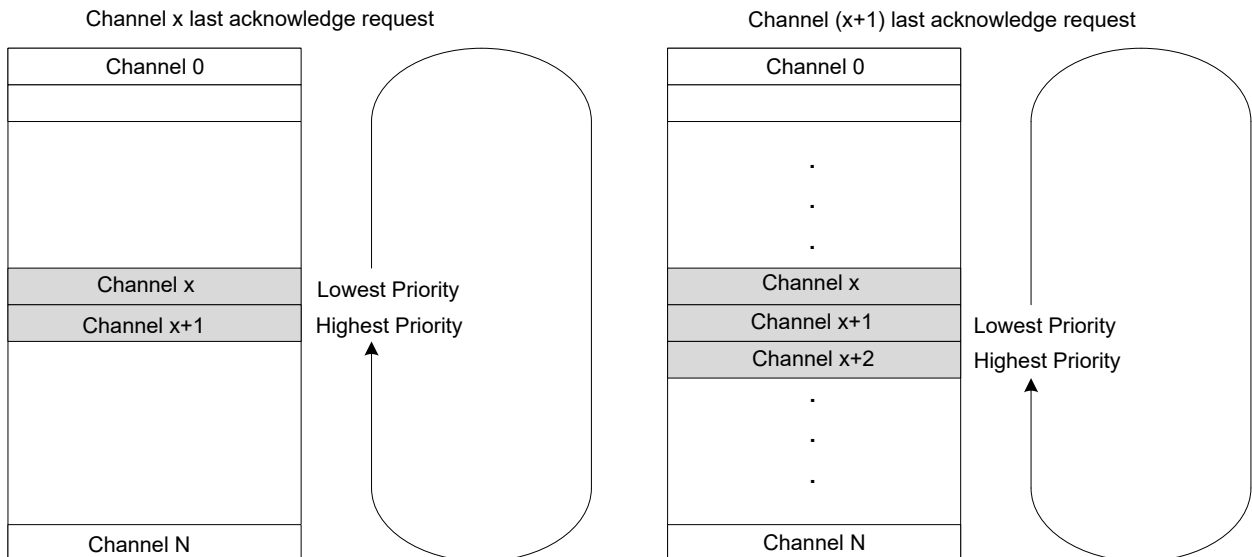 Channel x last acknowledge request
Channel 0
Channel x
Lowest Priority
Channel x+1
Highest Priority
Channel N
Channel (x+1) last acknowledge request
Channel 0
.
.
.
Channel x
Channel x+1
Lowest Priority
Channel x+2
Highest Priority
.
.
.
Channel N